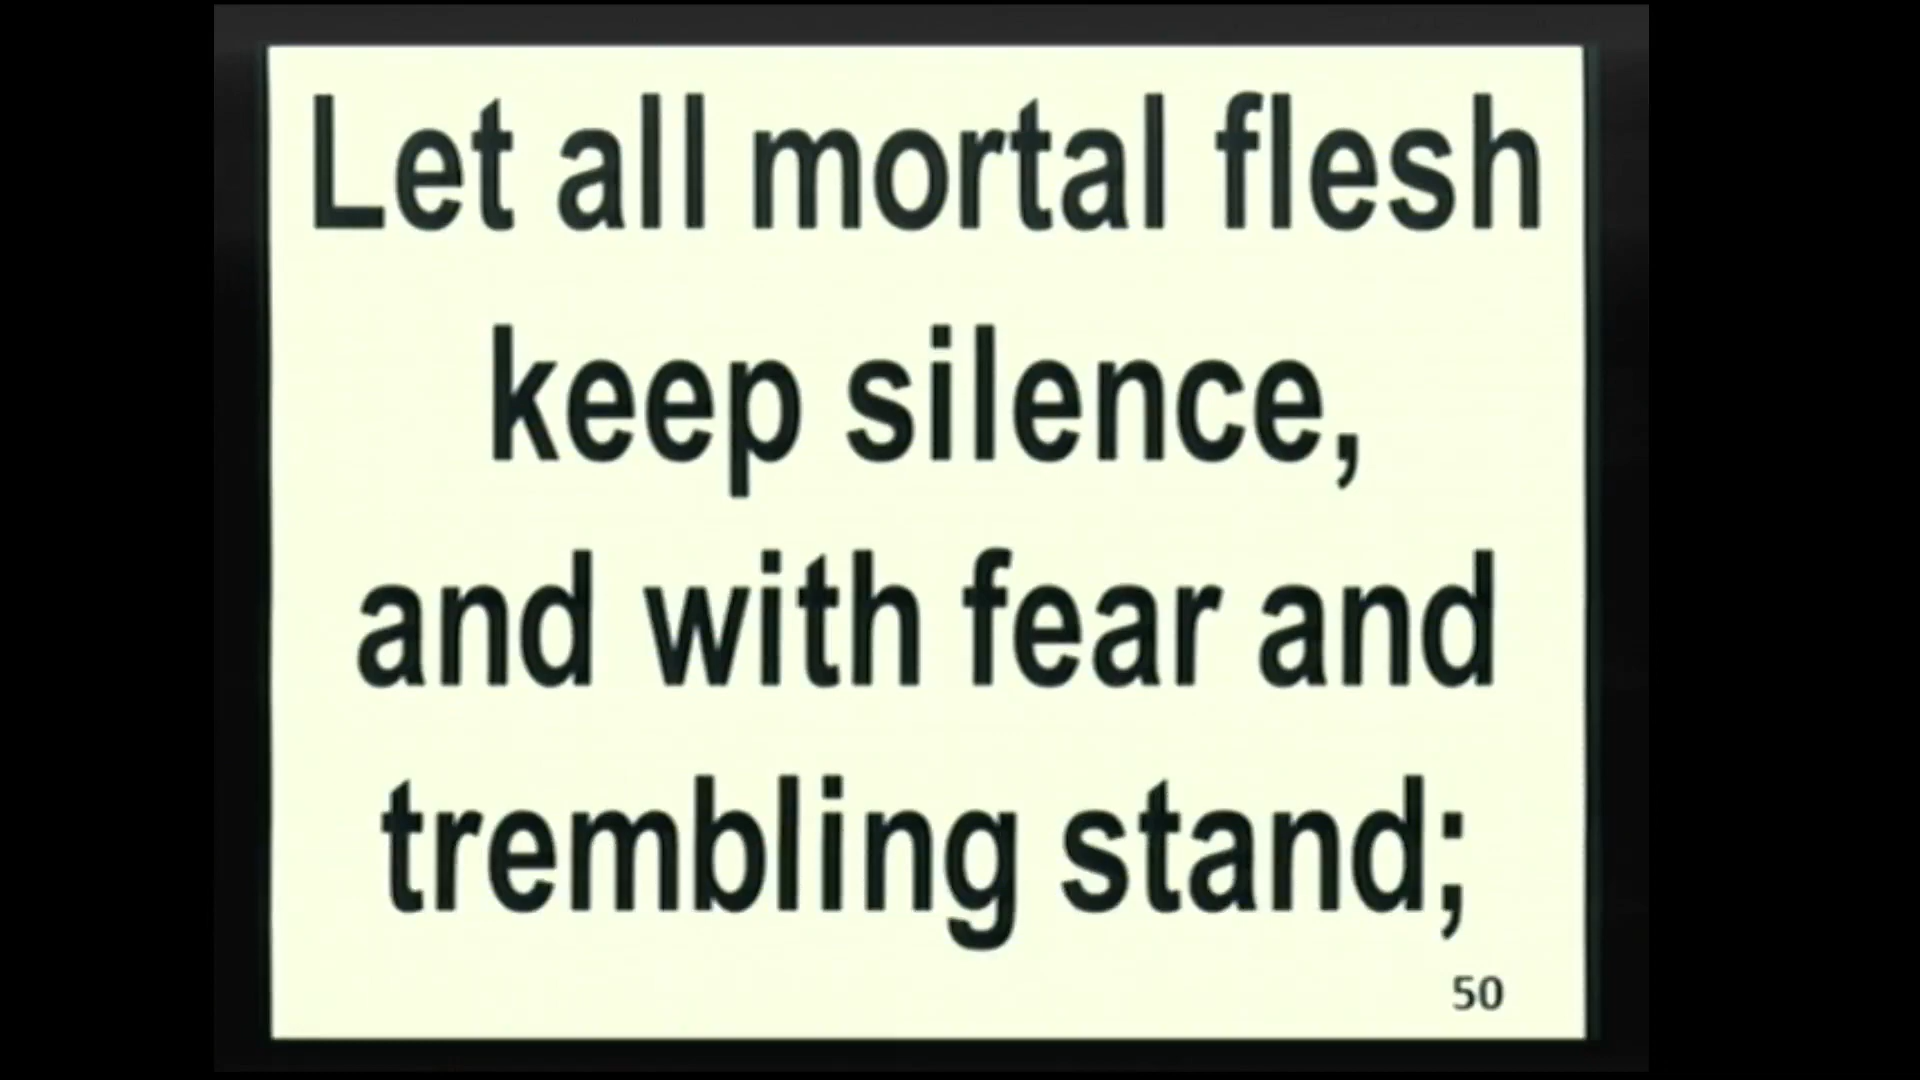 Let all mortal flesh
keep silence,
and with fear and
trembling stand;
50